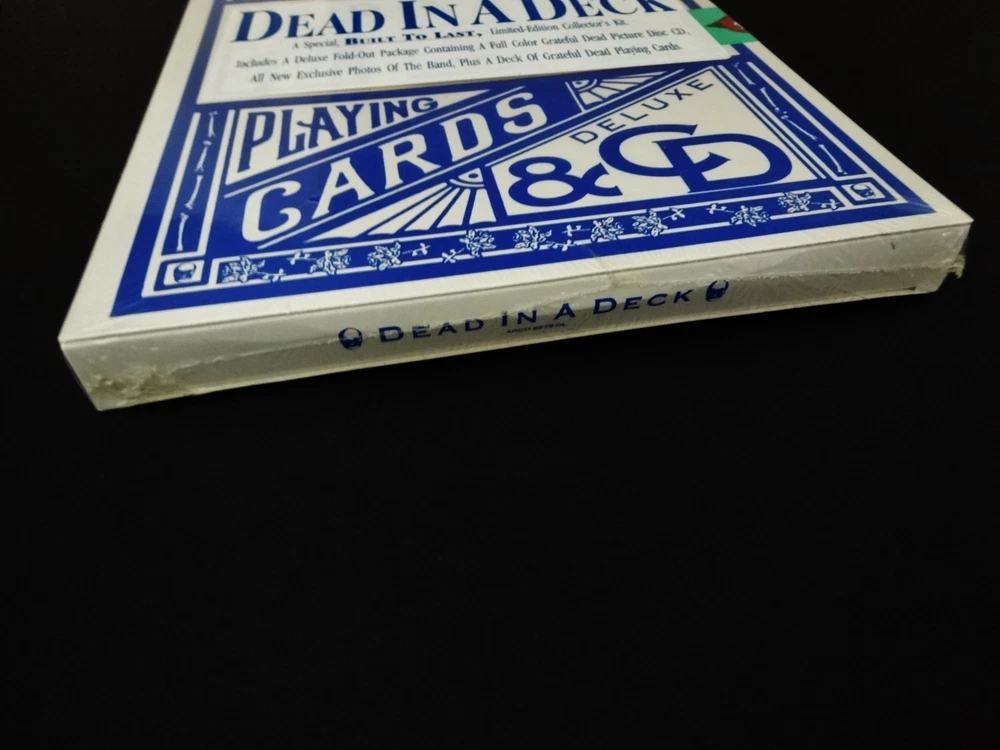 DEAD IN A DECK
A Special, BUILT TO LAST, Limited-Edition Collector's Kit.
Includes A Deluxe Fold-Out Package Containing A Full Color Grateful Dead Picture Disc CD,
All New Exclusive Photos Of The Band, Plus A Deck Of Grateful Dead Playing Cards.
PLAYING
CARDS
DELUXE
& CD
DEAD IN A DECK